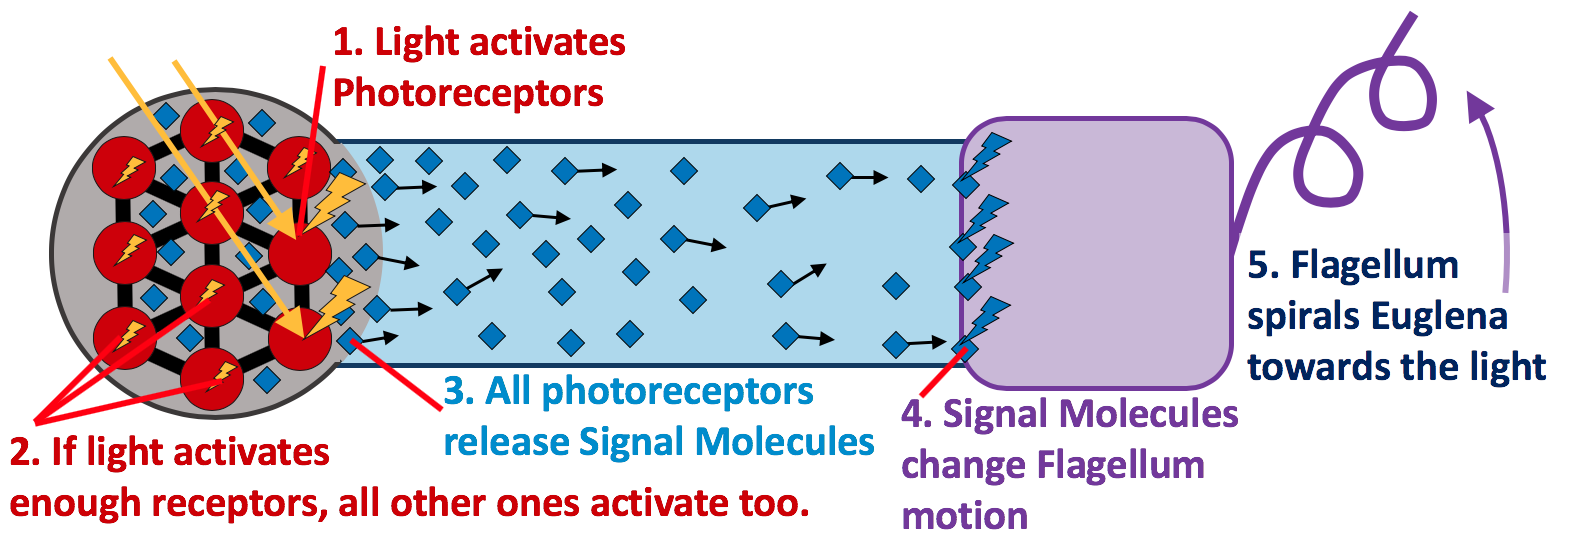 1. Light activates
Photoreceptors
2. If light activates
enough receptors, all other ones activate too.
3. All photoreceptors
release Signal Molecules
4. Signal Molecules
change Flagellum
motion
5. Flagellum
spirals Euglena
towards the light